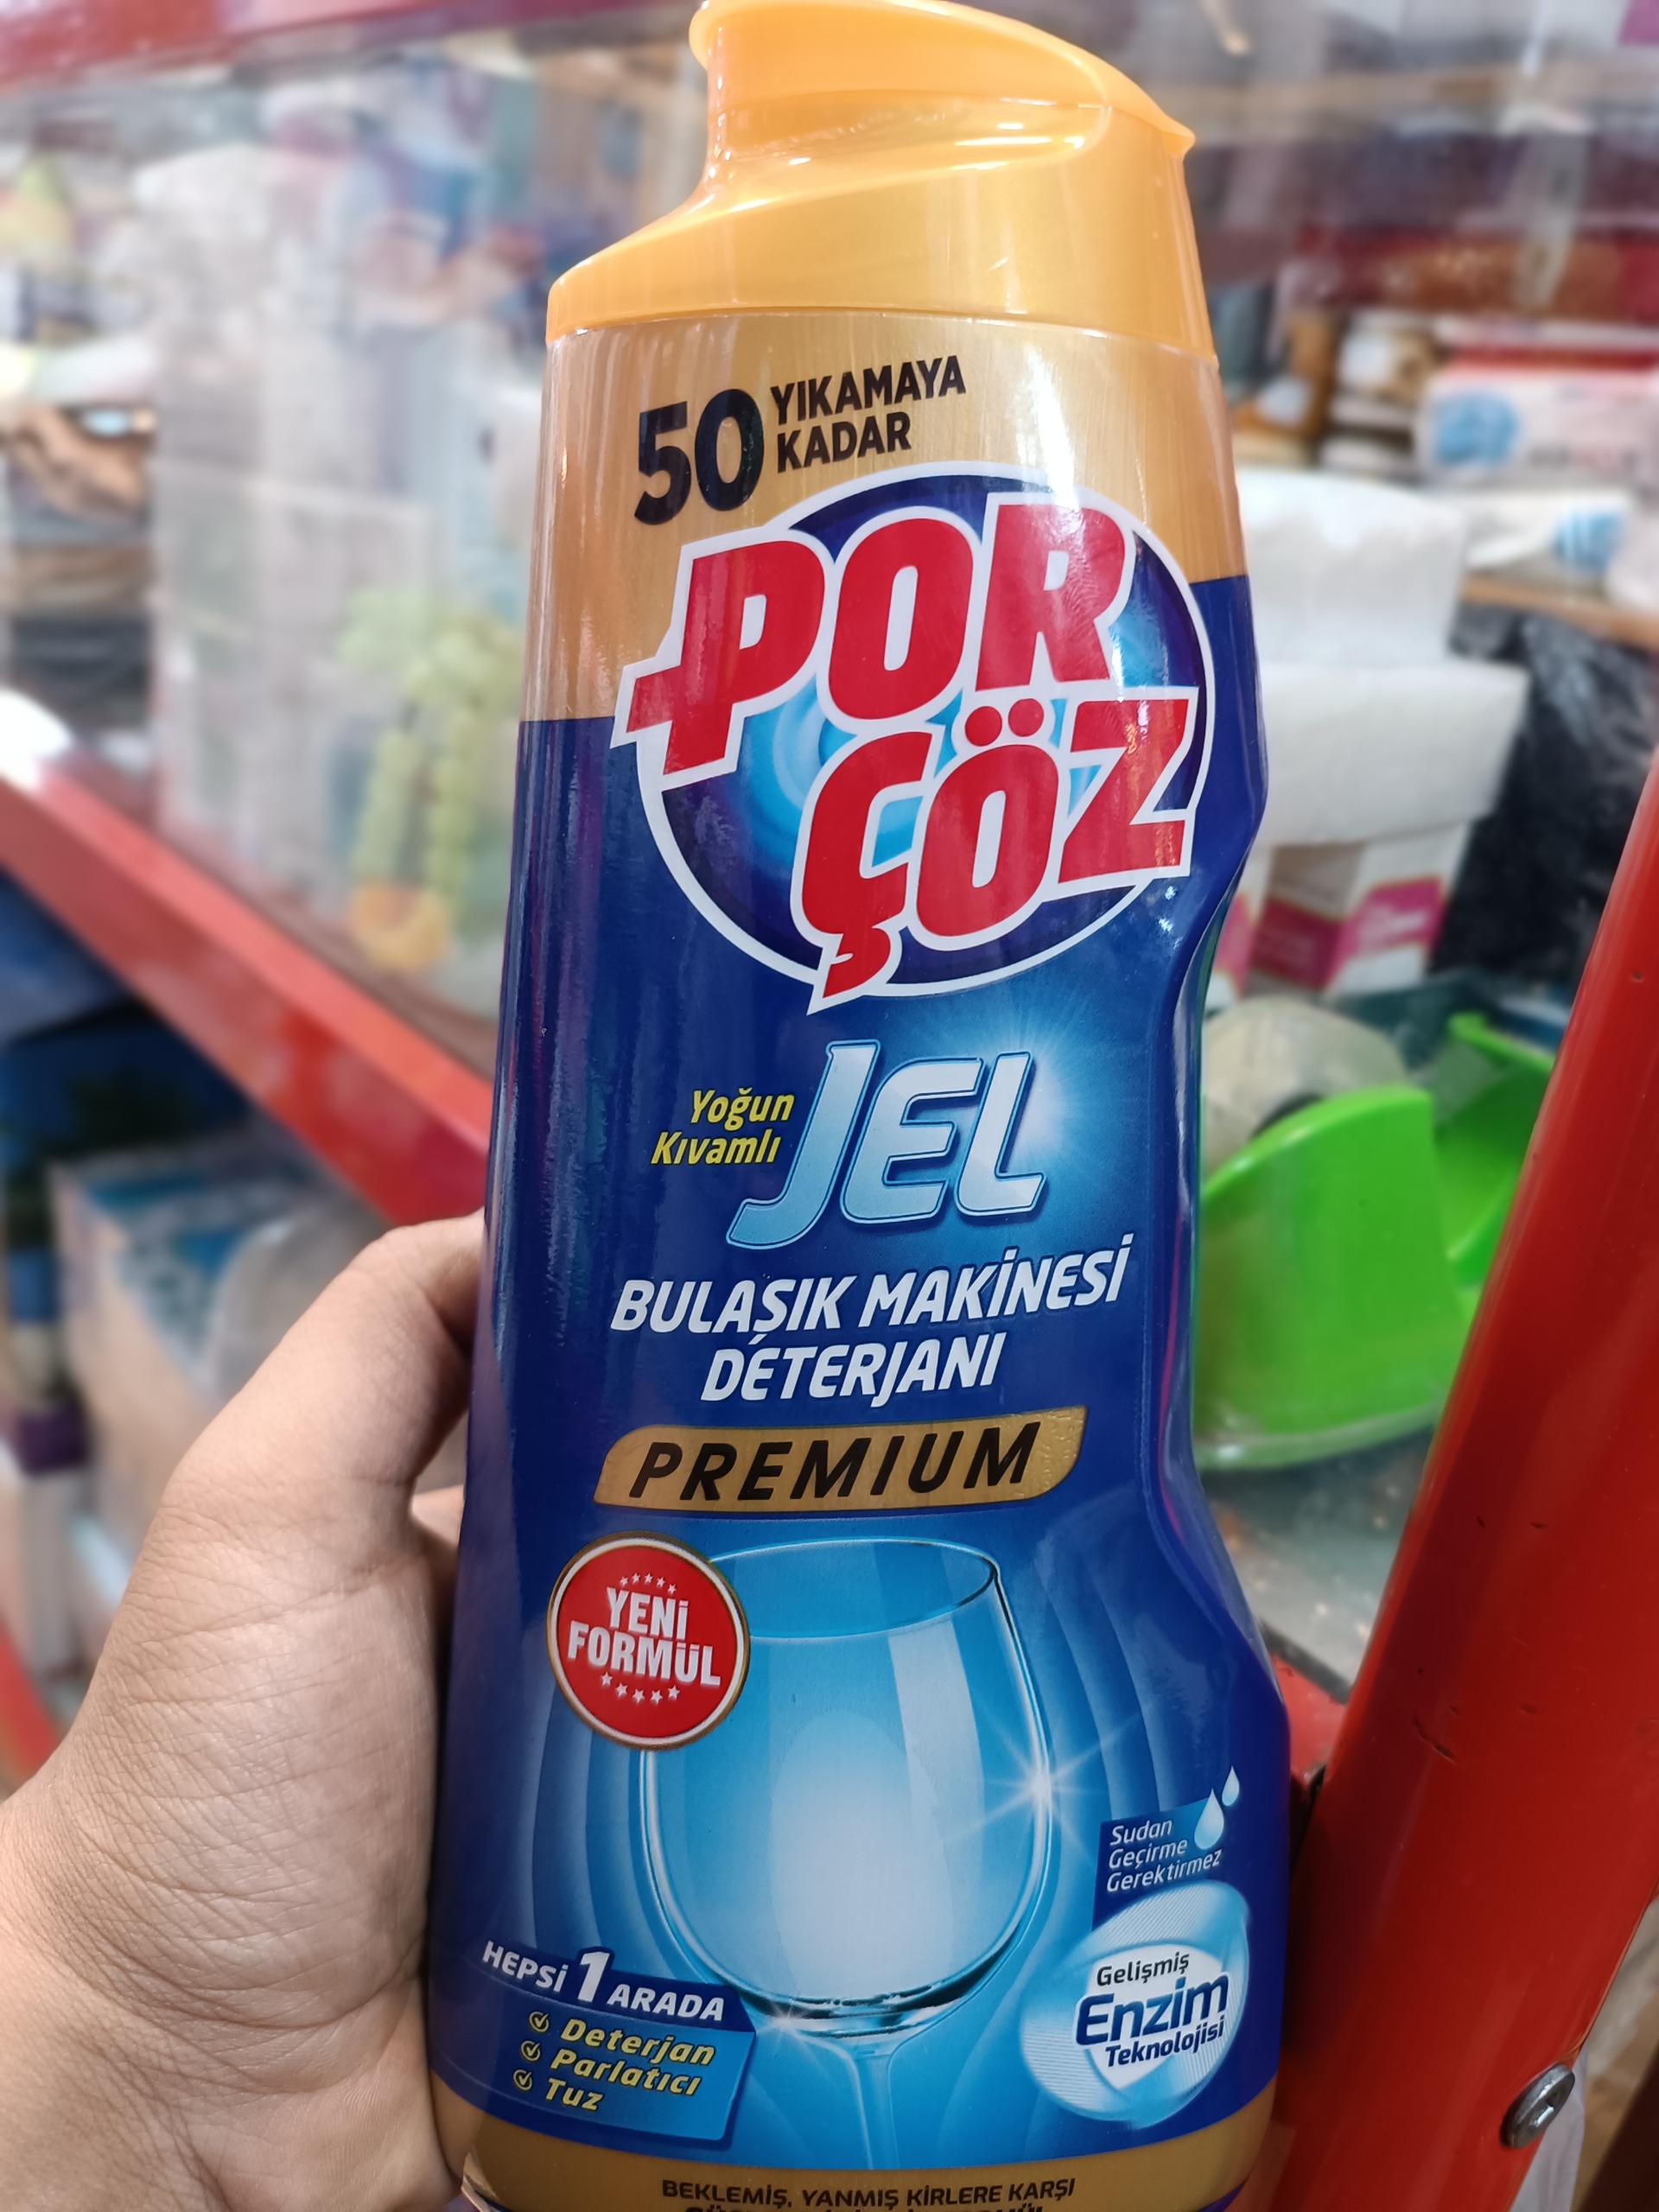 50 YIKAMAYA
KADAR
POR
ÇÖZ
Yoğun
Kıvamlı
JEL
BULAŞIK MAKİNESİ
DETERJANI
PREMIUM
YENİ
FORMÜL
Sudan
Geçirme
Gerektirmez
Gelişmiş
Enzim
Teknolojisi
HEPSİ 1 ARADA
Deterjan
Parlatıcı
Tuz
BEKLEMİŞ, YANMIŞ KİRLERE KARŞI